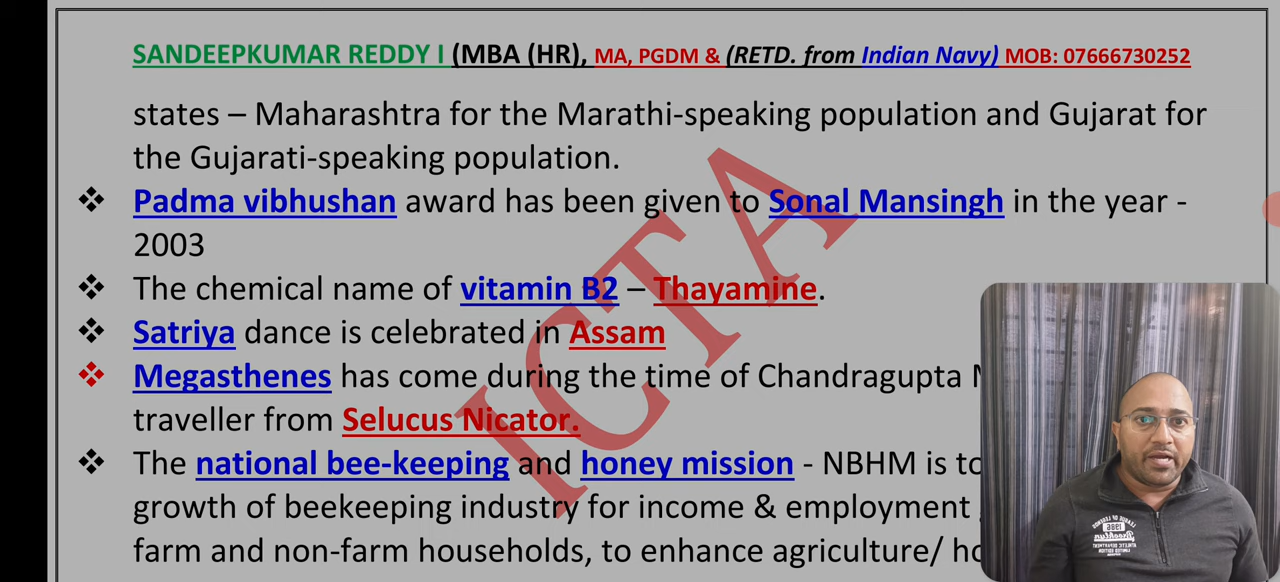 SANDEEPKUMAR REDDY I (MBA (HR), MA, PGDM & (RETD. from Indian Navy) MOB: 07666730252
states – Maharashtra for the Marathi-speaking population and Gujarat for
the Gujarati-speaking population.
❖ Padma vibhushan award has been given to Sonal Mansingh in the year -
2003
❖ The chemical name of vitamin B2 – Thayamine.
❖ Satriya dance is celebrated in Assam
❖ Megasthenes has come during the time of Chandragupta
traveller from Selucus Nicator.
❖ The national bee-keeping and honey mission - NBHM is to
growth of beekeeping industry for income & employment
farm and non-farm households, to enhance agriculture/
ICTA
1986